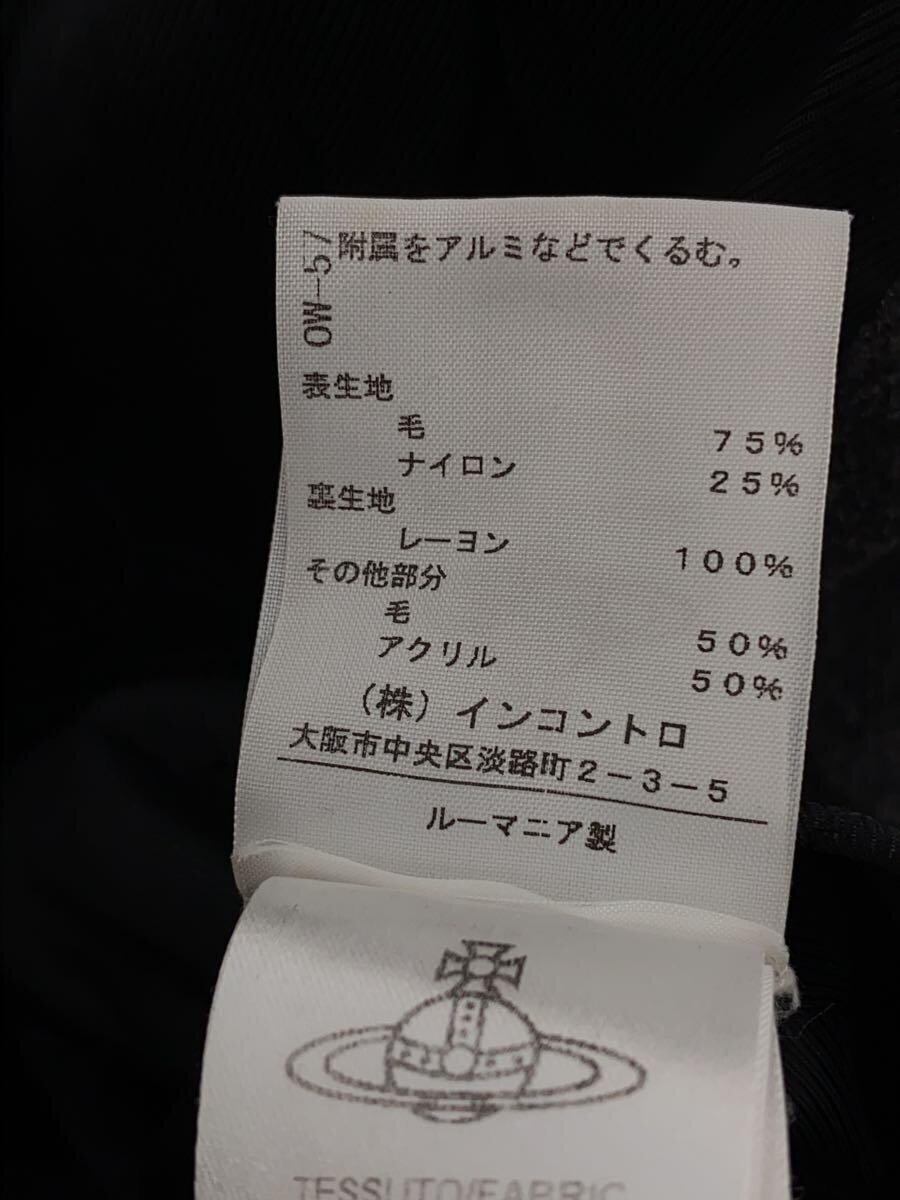 附属をアルミなどでくるむ。
OW-57
表生地
毛 75%
ナイロン 25%
裏生地
レーヨン 100%
その他部分
毛 50%
アクリル 50%
（株）インコントロ
大阪市中央区淡路町2-3-5
ルーマニア製
TESSUTO/FABRIC